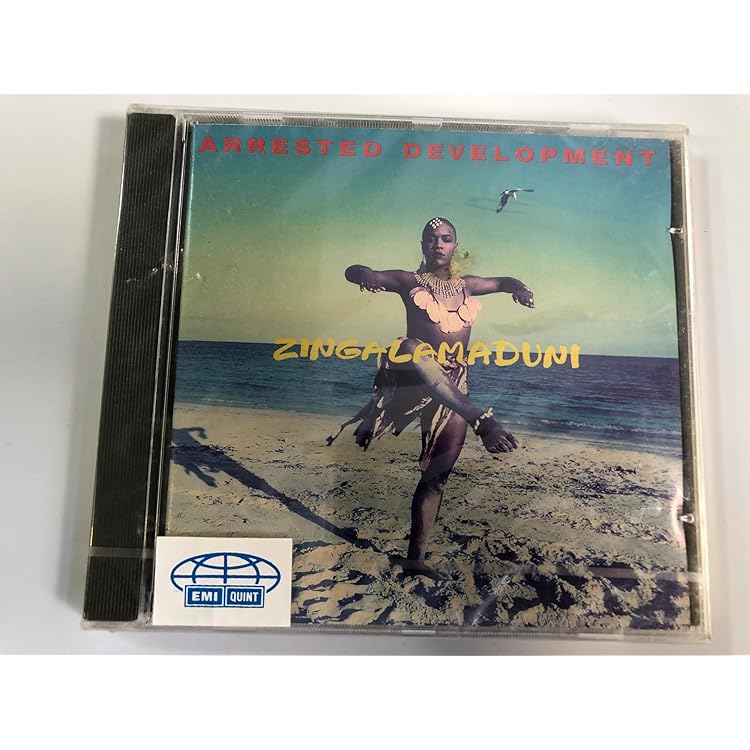 ARRESTED DEVELOPMENT
ZINGALAMADUNI
EMI QUINT